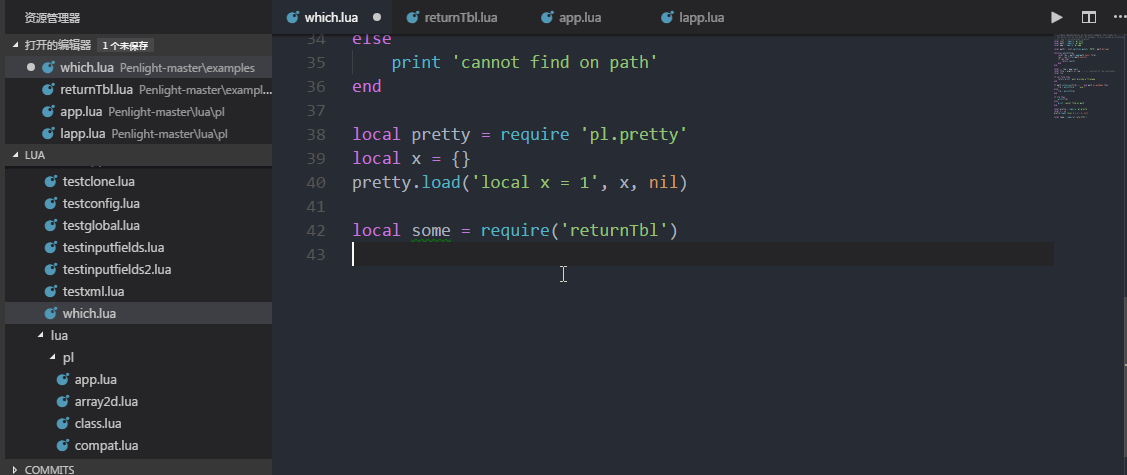 资源管理器
打开的编辑器 1 个未保存
which.lua Penlight-master\examples
returnTbl.lua Penlight-master\exampl...
app.lua Penlight-master\lua\pl
lapp.lua Penlight-master\lua\pl
LUA
testclone.lua
testconfig.lua
testglobal.lua
testinputfields.lua
testinputfields2.lua
testxml.lua
which.lua
lua
pl
app.lua
array2d.lua
class.lua
compat.lua
COMMITS
which.lua returnTbl.lua app.lua lapp.lua
34 else
35 print 'cannot find on path'
36 end
37
38 local pretty = require 'pl.pretty'
39 local x = {}
40 pretty.load('local x = 1', x, nil)
41
42 local some = require('returnTbl')
43